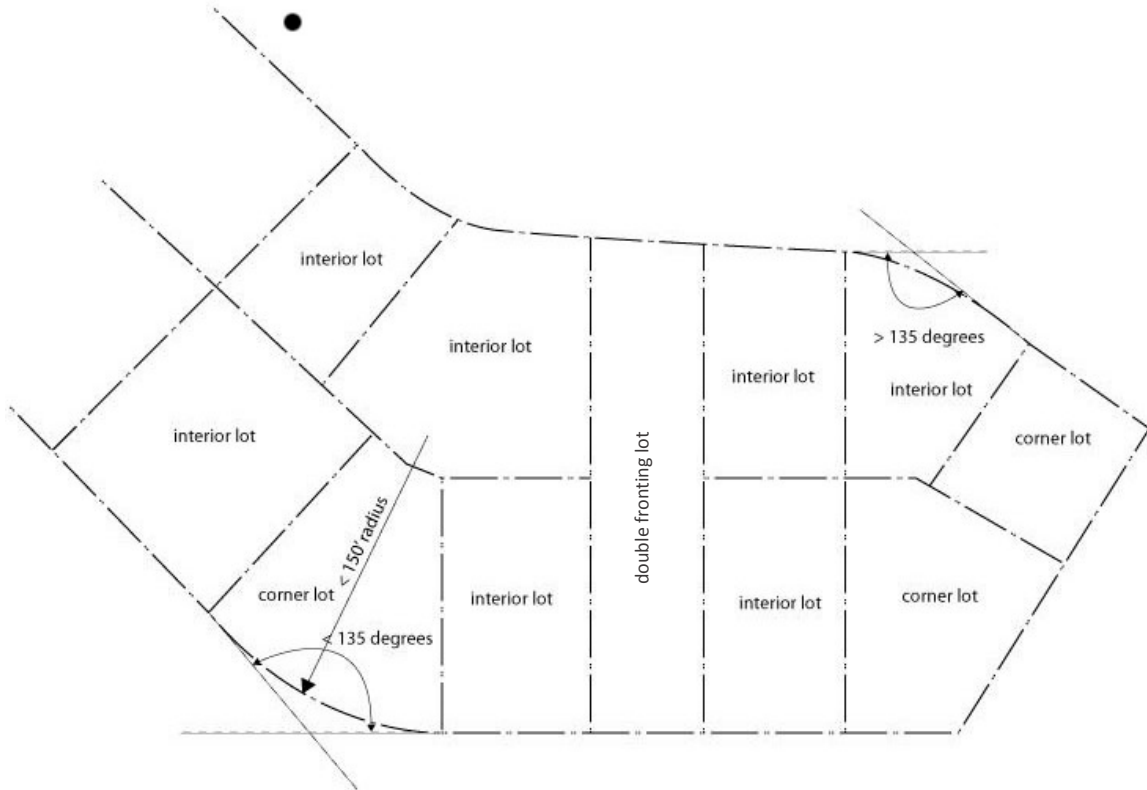 interior lot
interior lot
> 135 degrees
interior lot
interior lot
interior lot
corner lot
double fronting lot
< 150' radius
corner lot
interior lot
interior lot
corner lot
< 135 degrees